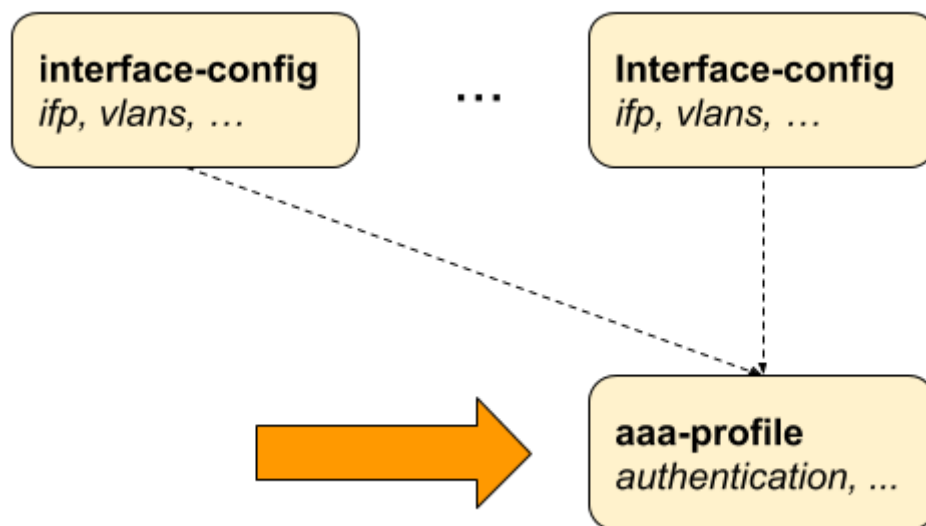 interface-config
ifp, vlans, …
...
Interface-config
ifp, vlans, …
aaa-profile
authentication, ...